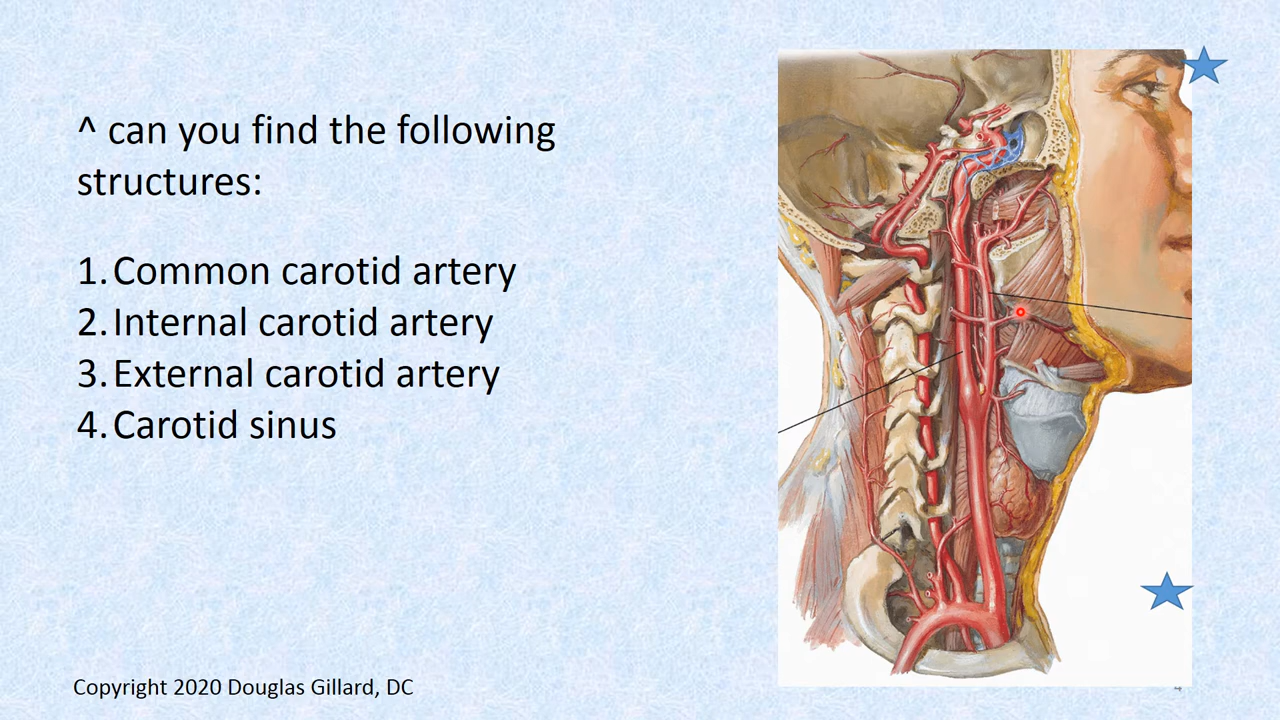 ^ can you find the following
structures:
1. Common carotid artery
2. Internal carotid artery
3. External carotid artery
4. Carotid sinus
Copyright 2020 Douglas Gillard, DC
4